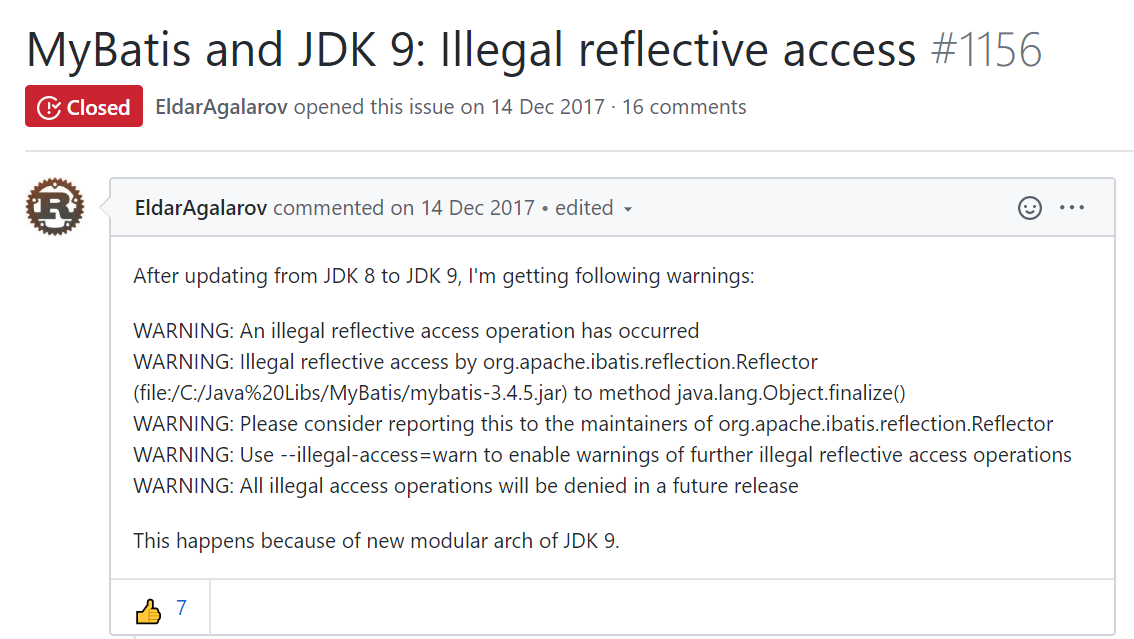 MyBatis and JDK 9: Illegal reflective access #1156
Closed EldarAgalarov opened this issue on 14 Dec 2017 · 16 comments
R
EldarAgalarov commented on 14 Dec 2017 • edited
After updating from JDK 8 to JDK 9, I'm getting following warnings:
WARNING: An illegal reflective access operation has occurred
WARNING: Illegal reflective access by org.apache.ibatis.reflection.Reflector
(file:/C:/Java%20Libs/MyBatis/mybatis-3.4.5.jar) to method java.lang.Object.finalize()
WARNING: Please consider reporting this to the maintainers of org.apache.ibatis.reflection.Reflector
WARNING: Use --illegal-access=warn to enable warnings of further illegal reflective access operations
WARNING: All illegal access operations will be denied in a future release
This happens because of new modular arch of JDK 9.
7